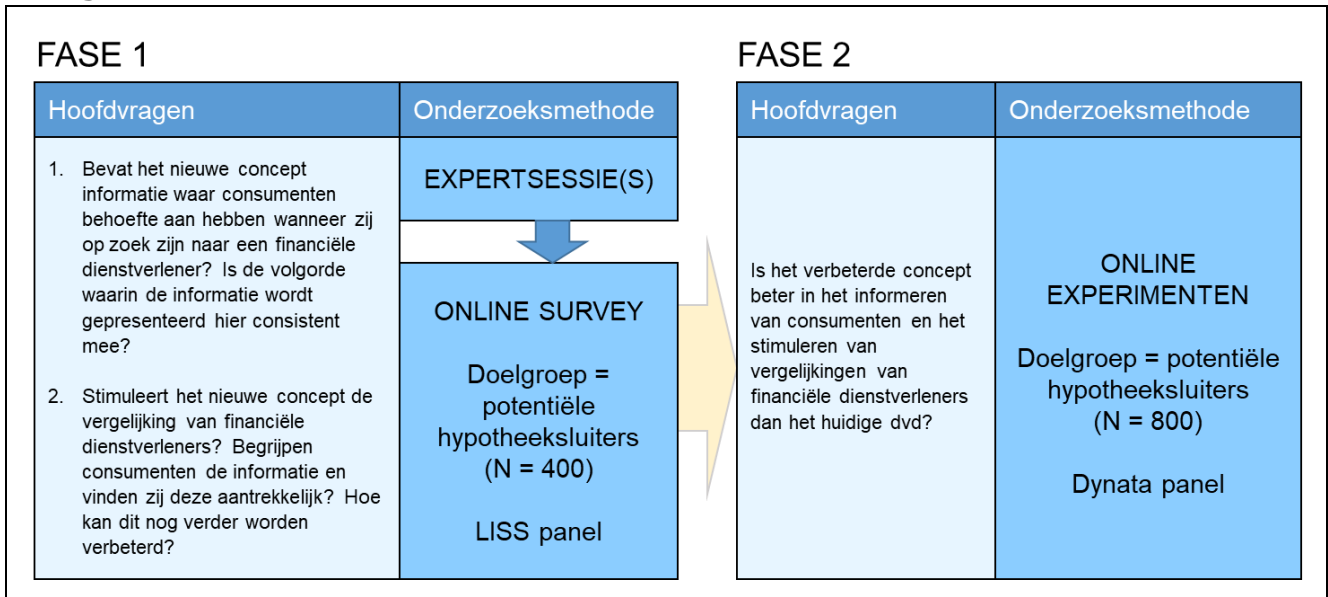 FASE 1
Hoofdvragen
Onderzoeksmethode
1. Bevat het nieuwe concept
informatie waar consumenten
behoefte aan hebben wanneer zij
op zoek zijn naar een financiële
dienstverlener? Is de volgorde
waarin de informatie wordt
gepresenteerd hier consistent
mee?
2. Stimuleert het nieuwe concept de
vergelijking van financiële
dienstverleners? Begrijpen
consumenten de informatie en
vinden zij deze aantrekkelijk? Hoe
kan dit nog verder worden
verbeterd?
EXPERTSESSIE(S)
ONLINE SURVEY
Doelgroep =
potentiële
hypotheeksluiters
(N = 400)
LISS panel
FASE 2
Hoofdvragen
Onderzoeksmethode
Is het verbeterde concept
beter in het informeren
van consumenten en het
stimuleren van
vergelijkingen van
financiële dienstverleners
dan het huidige dvd?
ONLINE
EXPERIMENTEN
Doelgroep = potentiële
hypotheeksluiters
(N = 800)
Dynata panel